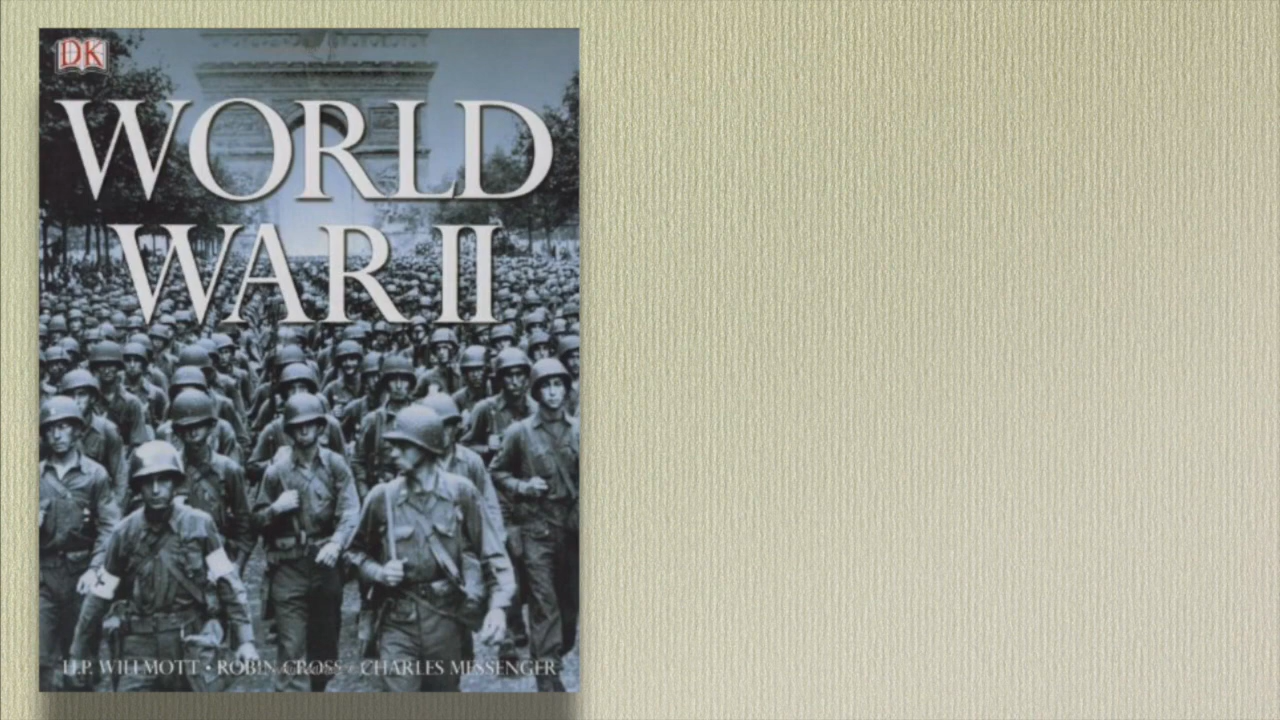 DK
WORLD
WAR II
H.P. WILLMOTT • ROBIN CROSS • CHARLES MESSENGER